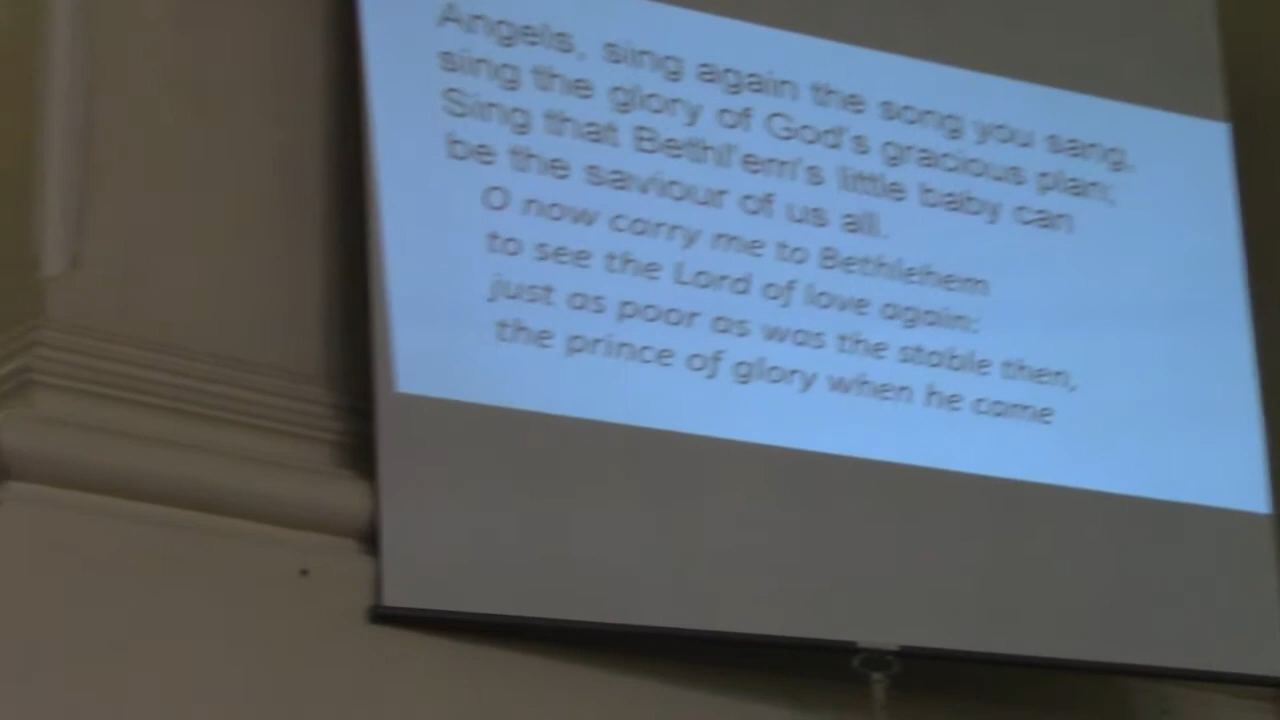 Angels, sing again the song you sang,
sing the glory of God's gracious plan;
Sing that Bethl'em's little baby can
be the saviour of us all.
O now carry me to Bethlehem
to see the Lord of love again:
just as poor as was the stable then,
the prince of glory when he came